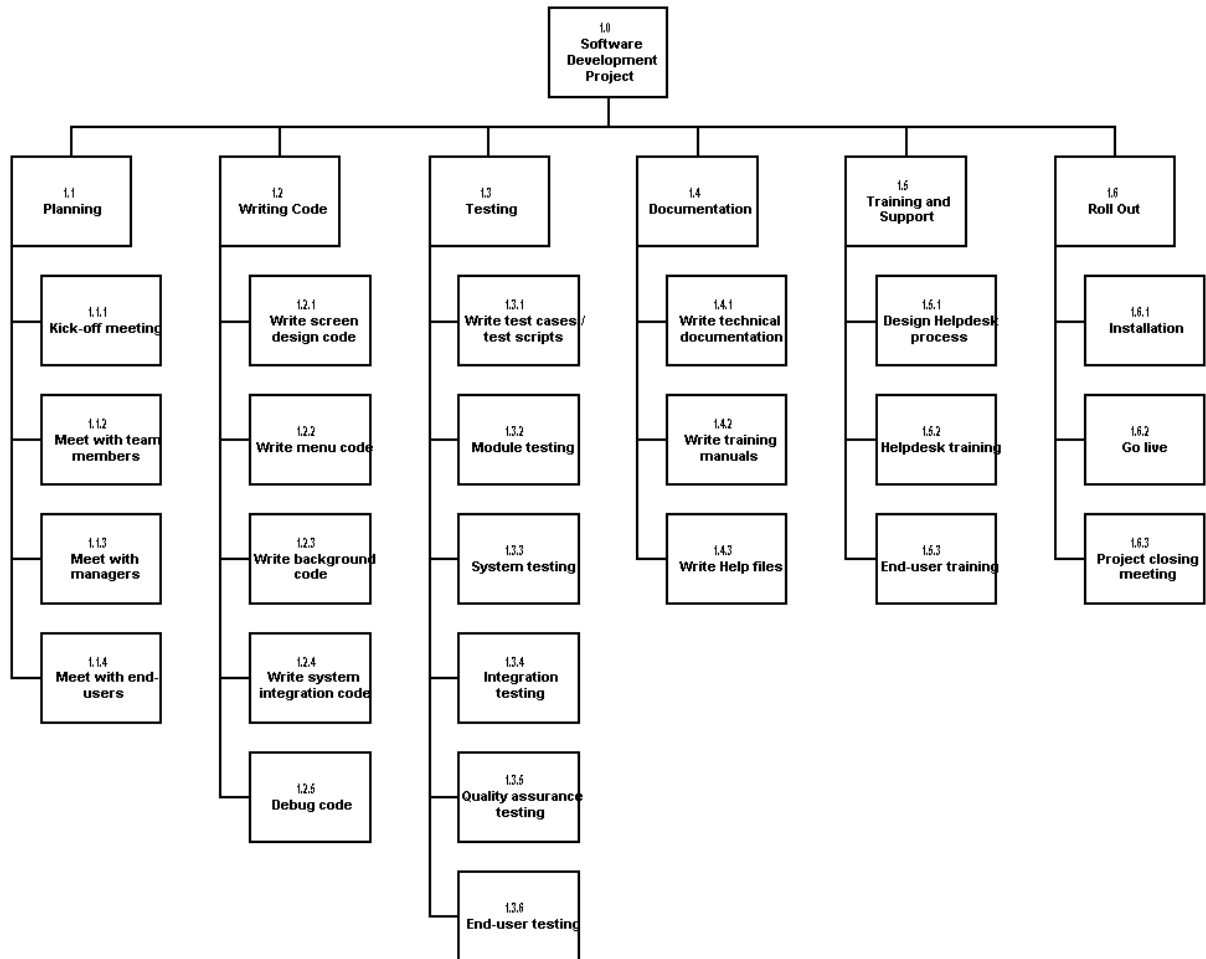 1.0
Software
Development
Project
1.1
Planning
1.2
Writing Code
1.3
Testing
1.4
Documentation
1.5
Training and
Support
1.6
Roll Out
1.1.1
Kick-off meeting
1.2.1
Write screen
design code
1.3.1
Write test cases /
test scripts
1.4.1
Write technical
documentation
1.5.1
Design Helpdesk
process
1.6.1
Installation
1.1.2
Meet with team
members
1.2.2
Write menu code
1.3.2
Module testing
1.4.2
Write training
manuals
1.5.2
Helpdesk training
1.6.2
Go live
1.1.3
Meet with
managers
1.2.3
Write background
code
1.3.3
System testing
1.4.3
Write Help files
1.5.3
End-user training
1.6.3
Project closing
meeting
1.1.4
Meet with end-
users
1.2.4
Write system
integration code
1.3.4
Integration
testing
1.2.5
Debug code
1.3.5
Quality assurance
testing
1.3.6
End-user testing